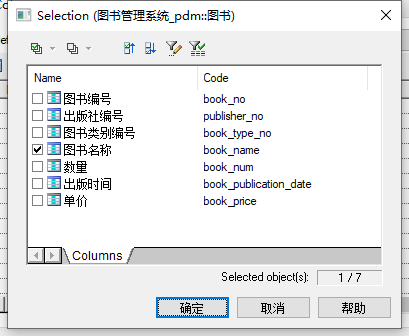 Selection (图书管理系统_pdm::图书)
Name Code
图书编号 book_no
出版社编号 publisher_no
图书类别编号 book_type_no
图书名称 book_name
数量 book_num
出版时间 book_publication_date
单价 book_price
Columns
Selected object(s): 1 / 7
确定 取消 帮助